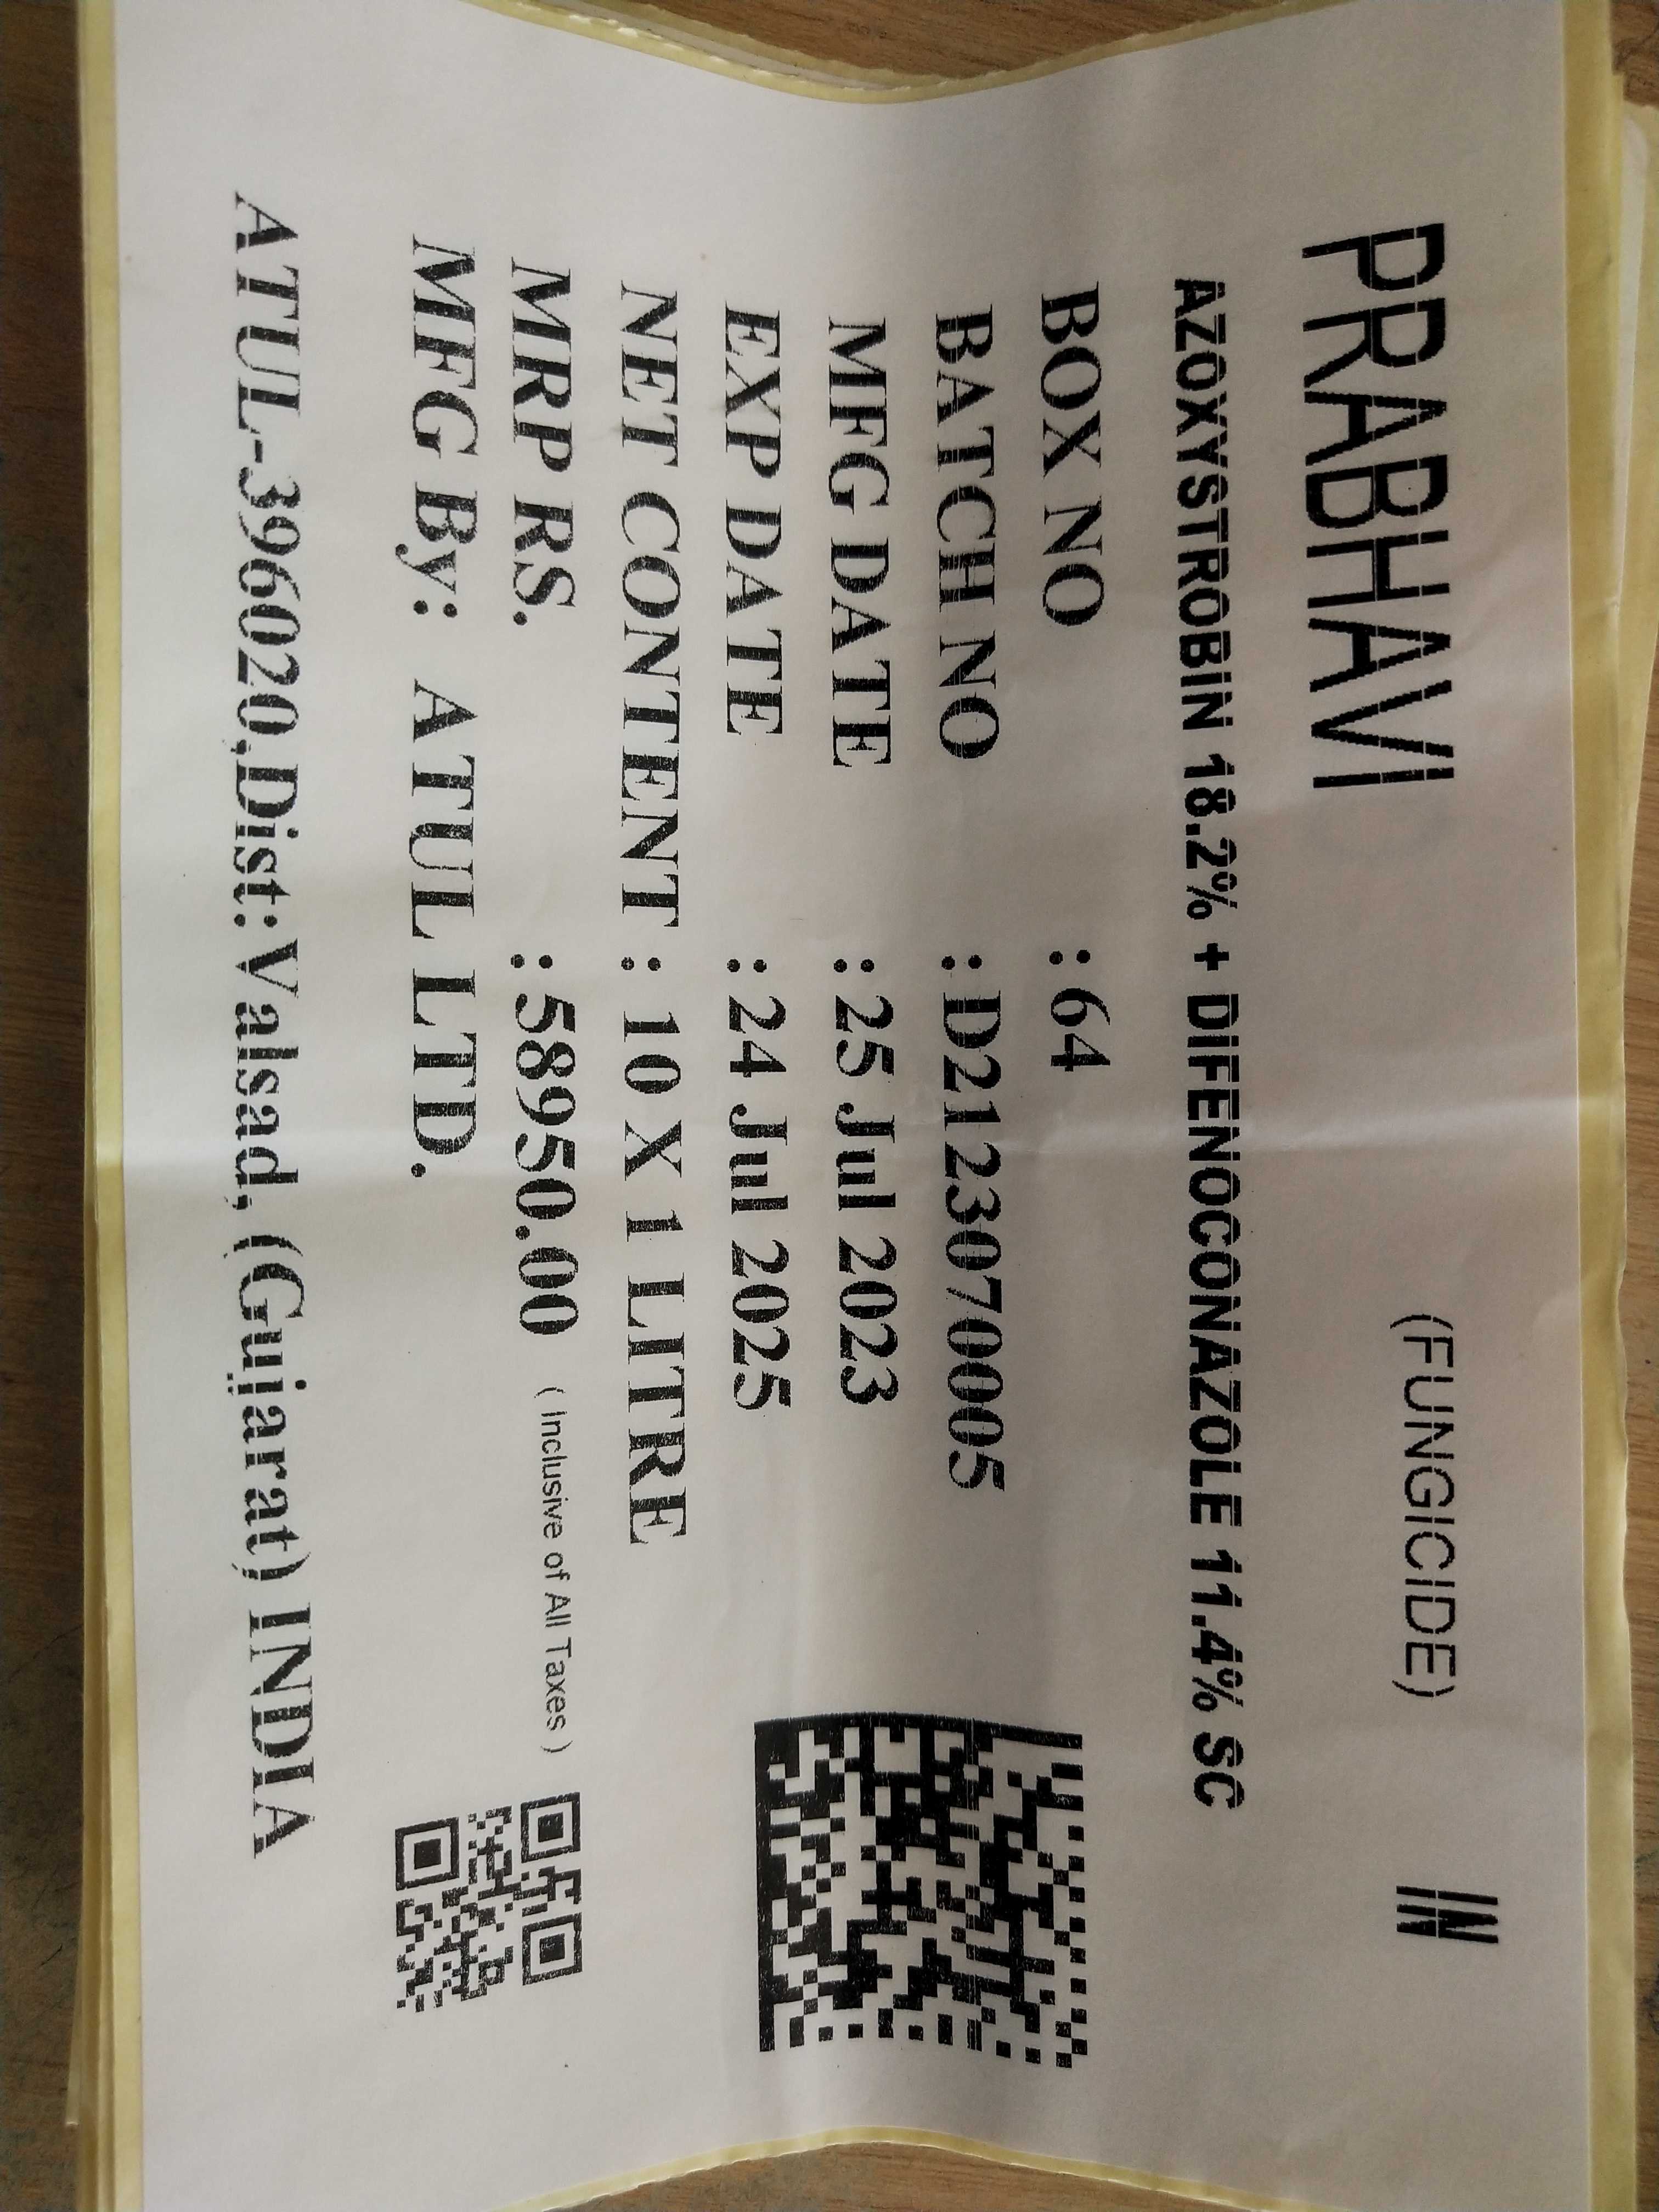 PRABHAVI (FUNGICIDE) IN
AZOXYSTROBIN 18.2% + DIFENOCONAZOLE 11.4% SC
BOX NO : 64
BATCH NO : D2123070005
MFG DATE : 25 Jul 2023
EXP DATE : 24 Jul 2025
NET CONTENT : 10 X 1 LITRE
MRP RS. : 58950.00 ( Inclusive of All Taxes )
MFG By: ATUL LTD.
ATUL-396020,Dist:Valsad, (Gujarat) INDIA